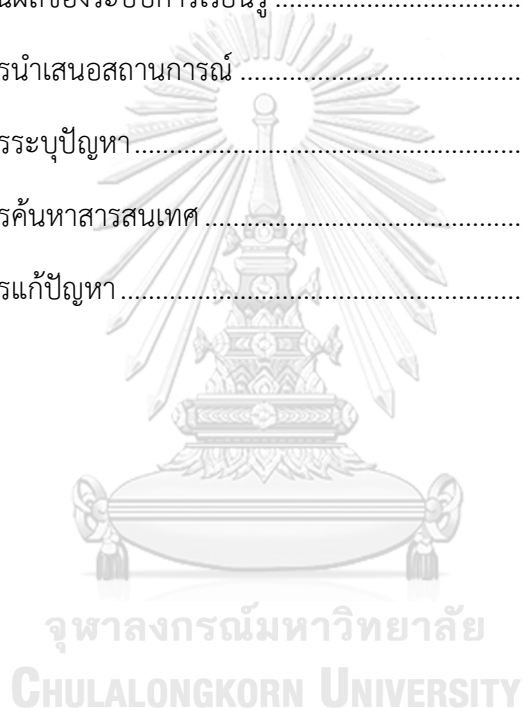 นผลของระบบการเรียนรู้ ........................................
รนำเสนอสถานการณ์ .............................................
รระบุปัญหา ...........................................................
รค้นหาสารสนเทศ ..................................................
รแก้ปัญหา .............................................................
จุฬาลงกรณ์มหาวิทยาลัย
CHULALONGKORN UNIVERSITY